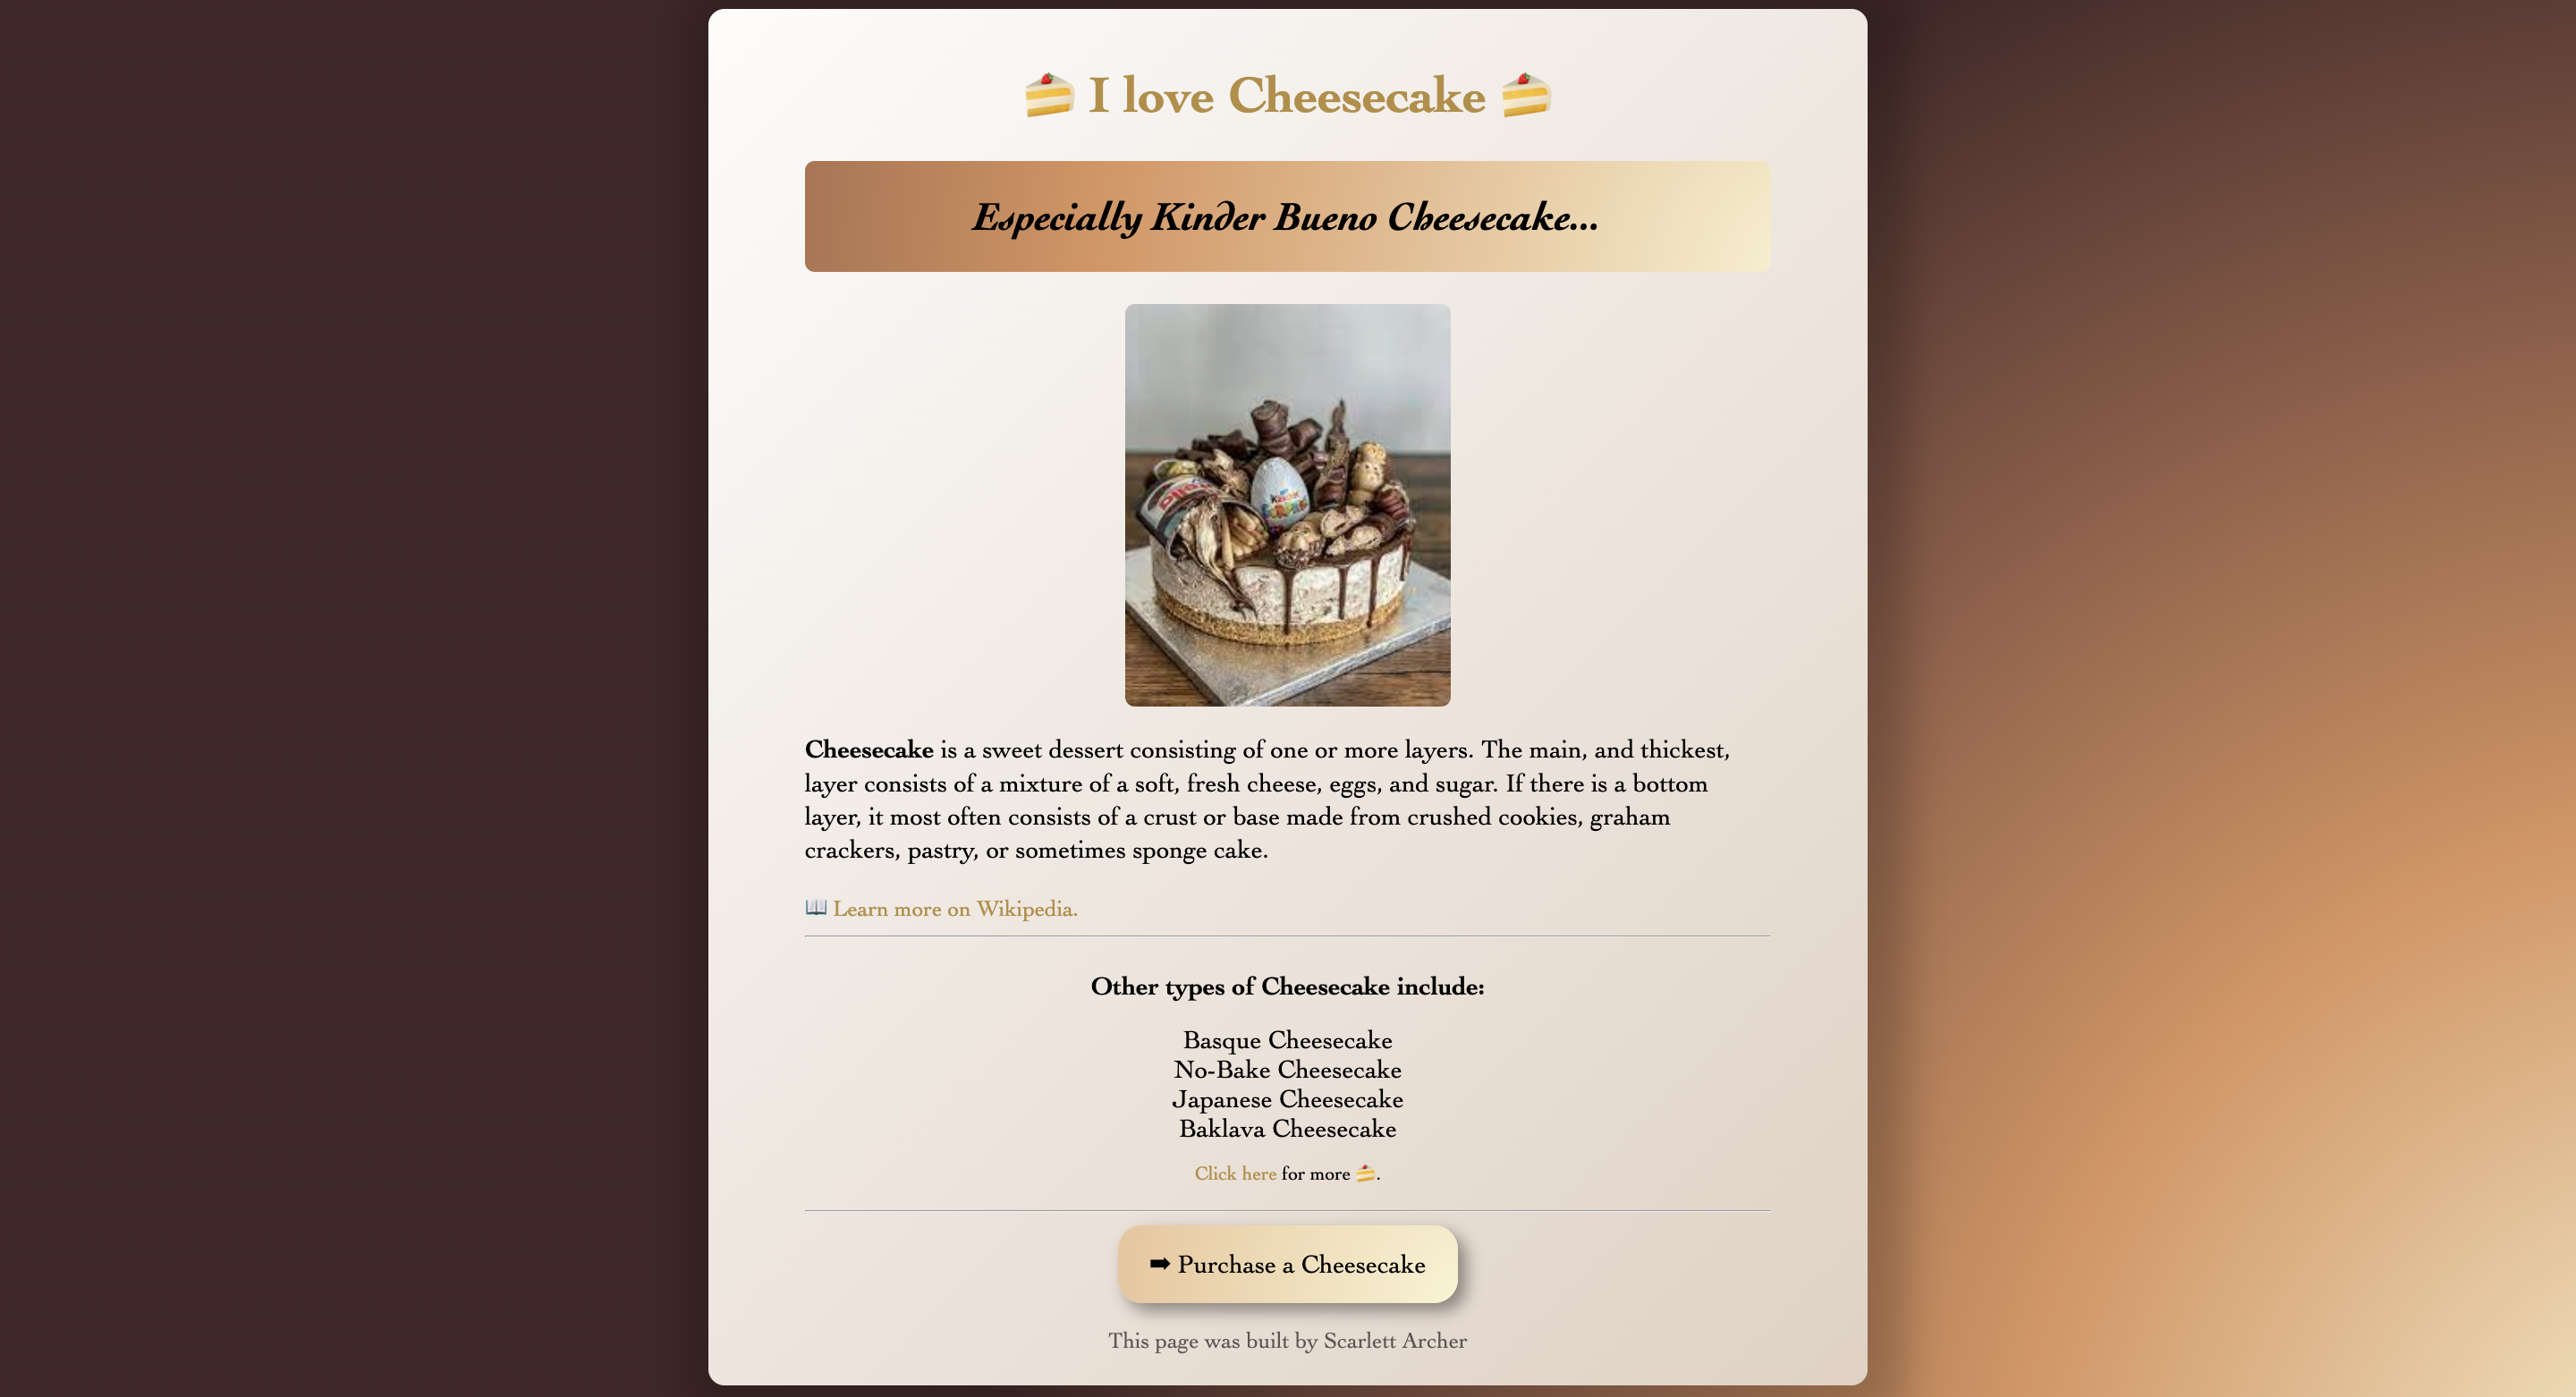 🍰 I love Cheesecake 🍰
Especially Kinder Bueno Cheesecake...
Kinder
Cheesecake is a sweet dessert consisting of one or more layers. The main, and thickest,
layer consists of a mixture of a soft, fresh cheese, eggs, and sugar. If there is a bottom
layer, it most often consists of a crust or base made from crushed cookies, graham
crackers, pastry, or sometimes sponge cake.
📖 Learn more on Wikipedia.
Other types of Cheesecake include:
Basque Cheesecake
No-Bake Cheesecake
Japanese Cheesecake
Baklava Cheesecake
Click here for more 🍰.
➡ Purchase a Cheesecake
This page was built by Scarlett Archer